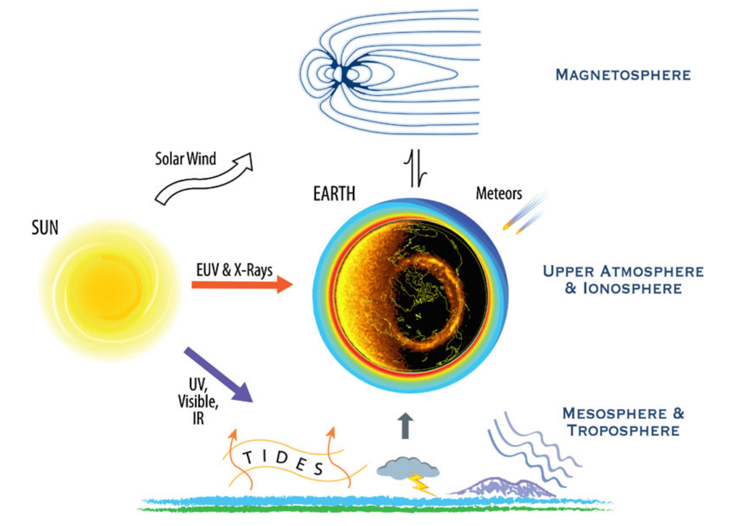 MAGNETOSPHERE
Solar Wind
EARTH
Meteors
SUN
EUV & X-Rays
UPPER ATMOSPHERE
& IONOSPHERE
UV,
Visible,
IR
MESOSPHERE &
TROPOSPHERE
TIDES
N